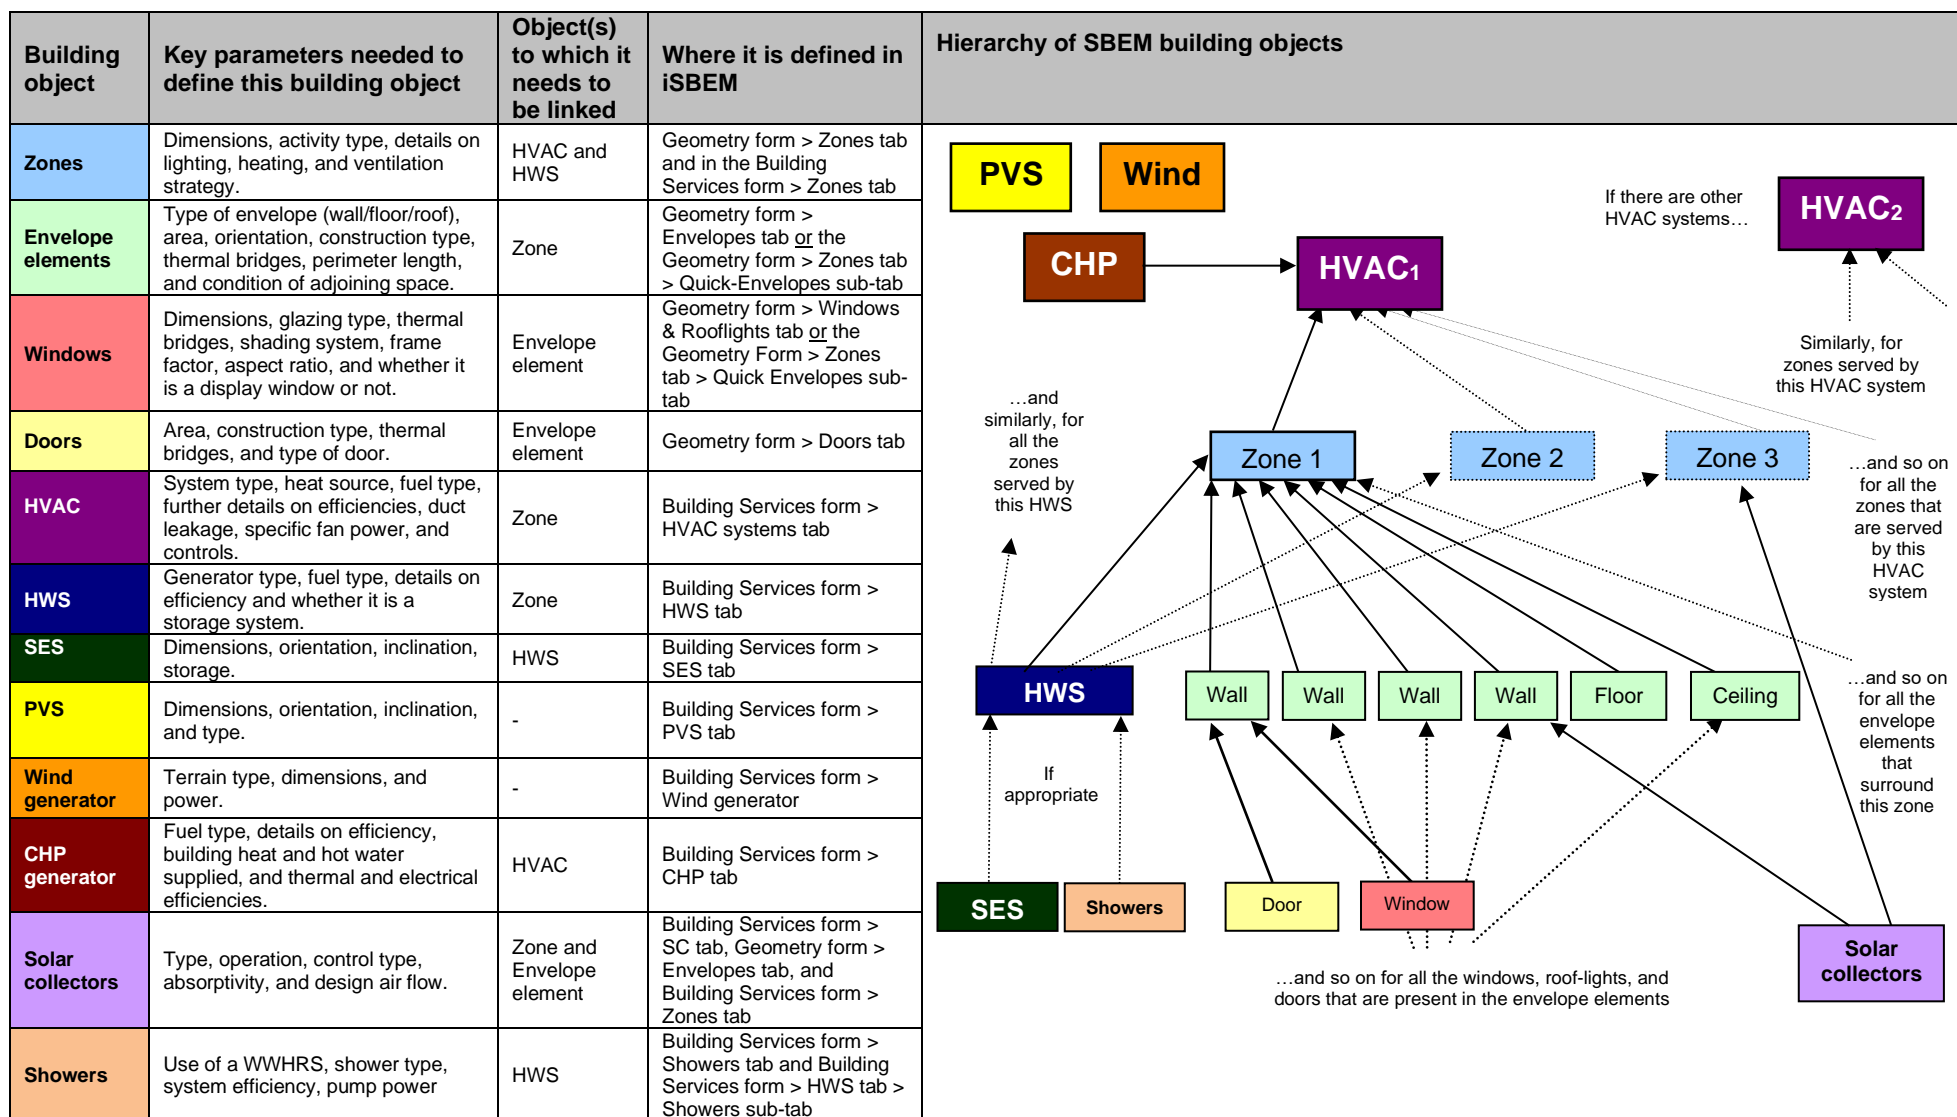 Building
object
Key parameters needed to
define this building object
Object(s)
to which it
needs to
be linked
Where it is defined in
iSBEM
Hierarchy of SBEM building objects
Zones
Dimensions, activity type, details on
lighting, heating, and ventilation
strategy.
HVAC and
HWS
Geometry form > Zones tab
and in the Building
Services form > Zones tab
Envelope
elements
Type of envelope (wall/floor/roof),
area, orientation, construction type,
thermal bridges, perimeter length,
and condition of adjoining space.
Zone
Geometry form >
Envelopes tab or the
Geometry form > Zones tab
> Quick-Envelopes sub-tab
Windows
Dimensions, glazing type, thermal
bridges, shading system, frame
factor, aspect ratio, and whether it
is a display window or not.
Envelope
element
Geometry form > Windows
& Rooflights tab or the
Geometry Form > Zones
tab > Quick Envelopes sub-
tab
Doors
Area, construction type, thermal
bridges, and type of door.
Envelope
element
Geometry form > Doors tab
HVAC
System type, heat source, fuel type,
further details on efficiencies, duct
leakage, specific fan power, and
controls.
Zone
Building Services form >
HVAC systems tab
HWS
Generator type, fuel type, details on
efficiency and whether it is a
storage system.
Zone
Building Services form >
HWS tab
SES
Dimensions, orientation, inclination,
storage.
HWS
Building Services form >
SES tab
PVS
Dimensions, orientation, inclination,
and type.
-
Building Services form >
PVS tab
Wind
generator
Terrain type, dimensions, and
power.
-
Building Services form >
Wind generator
CHP
generator
Fuel type, details on efficiency,
building heat and hot water
supplied, and thermal and electrical
efficiencies.
HVAC
Building Services form >
CHP tab
Solar
collectors
Type, operation, control type,
absorptivity, and design air flow.
Zone and
Envelope
element
Building Services form >
SC tab, Geometry form >
Envelopes tab, and
Building Services form >
Zones tab
Showers
Use of a WWHRS, shower type,
system efficiency, pump power
HWS
Building Services form >
Showers tab and Building
Services form > HWS tab >
Showers sub-tab
PVS
Wind
If there are other
HVAC systems…
HVAC2
CHP
HVAC1
Similarly, for
zones served by
this HVAC system
…and
similarly, for
all the
zones
served by
this HWS
Zone 1
Zone 2
Zone 3
…and so on
for all the
zones that
are served
by this
HVAC
system
HWS
Wall
Wall
Wall
Wall
Floor
Ceiling
…and so on
for all the
envelope
elements
that
surround
this zone
If
appropriate
SES
Showers
Door
Window
Solar
collectors
…and so on for all the windows, roof-lights, and
doors that are present in the envelope elements